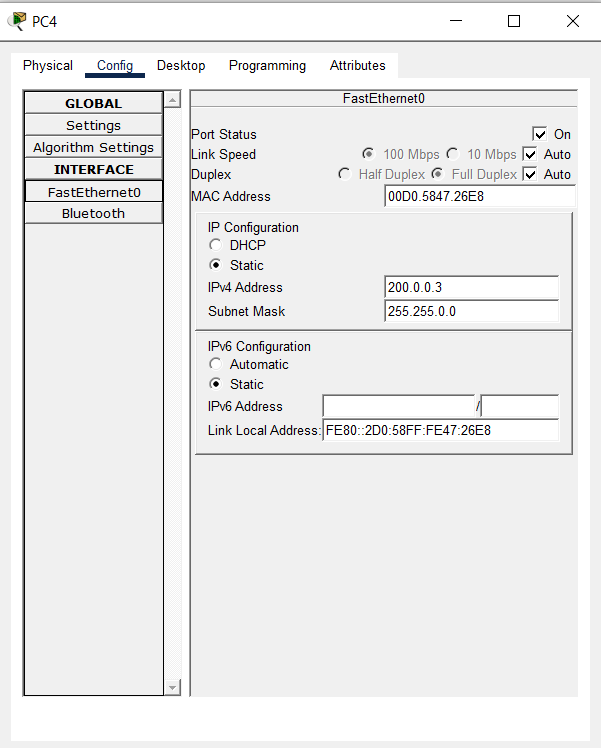 PC4
Physical Config Desktop Programming Attributes
GLOBAL
Settings
Algorithm Settings
INTERFACE
FastEthernet0
Bluetooth
FastEthernet0
Port Status On
Link Speed 100 Mbps 10 Mbps Auto
Duplex Half Duplex Full Duplex Auto
MAC Address 00D0.5847.26E8
IP Configuration
DHCP
Static
IPv4 Address 200.0.0.3
Subnet Mask 255.255.0.0
IPv6 Configuration
Automatic
Static
IPv6 Address /
Link Local Address: FE80::2D0:58FF:FE47:26E8